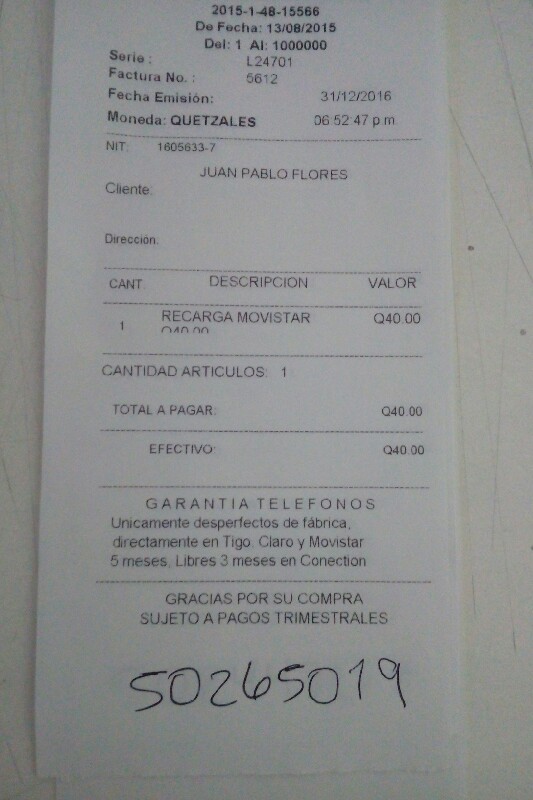 2015-1-48-15566
De Fecha: 13/08/2015
Del: 1 Al: 1000000
Serie : L24701
Factura No. : 5612
Fecha Emisión: 31/12/2016
Moneda: QUETZALES 06:52:47 p.m.
NIT: 1605633-7
JUAN PABLO FLORES
Cliente:
Dirección:
CANT. DESCRIPCION VALOR
1 RECARGA MOVISTAR Q40.00
Q40.00
CANTIDAD ARTICULOS: 1
TOTAL A PAGAR: Q40.00
EFECTIVO: Q40.00
GARANTIA TELEFONOS
Unicamente desperfectos de fábrica,
directamente en Tigo, Claro y Movistar
5 meses, Libres 3 meses en Conection
GRACIAS POR SU COMPRA
SUJETO A PAGOS TRIMESTRALES
50265019